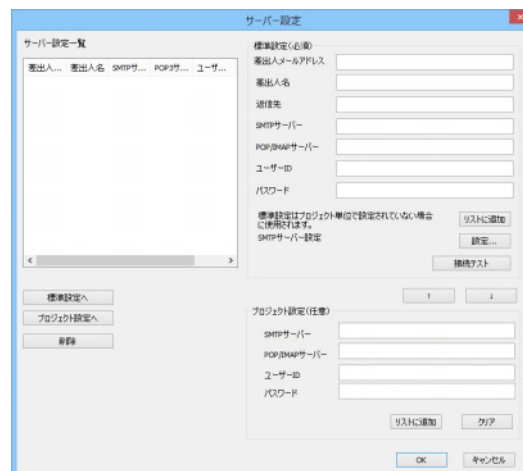 サーバー設定
サーバー設定一覧
差出人... 差出人名 SMTPサ... POP3サ... ユーザ...
標準設定へ
プロジェクト設定へ
削除
標準設定(必須)
差出人メールアドレス
差出人名
返信先
SMTPサーバー
POP/IMAPサーバー
ユーザーID
パスワード
標準設定はプロジェクト単位で設定されていない場合
に使用されます。
リストに追加
SMTPサーバー設定
設定...
接続テスト
↑ ↓
プロジェクト設定(任意)
SMTPサーバー
POP/IMAPサーバー
ユーザーID
パスワード
リストに追加 クリア
OK キャンセル